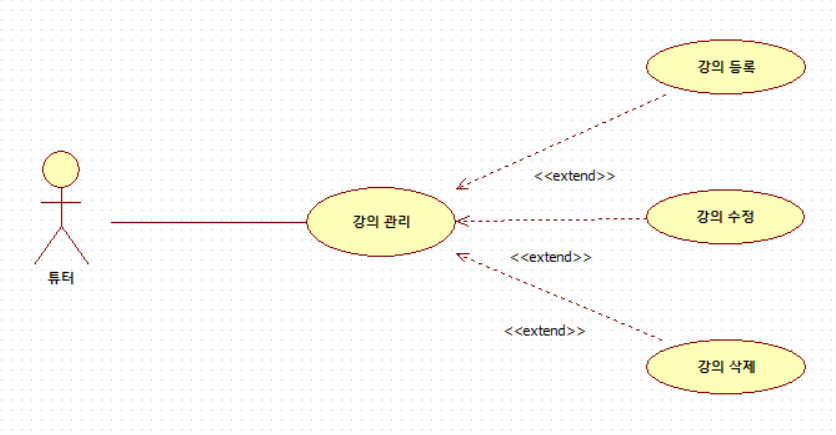 강의 등록
<<extend>>
강의 수정
강의 관리
<<extend>>
튜터
<<extend>>
강의 삭제